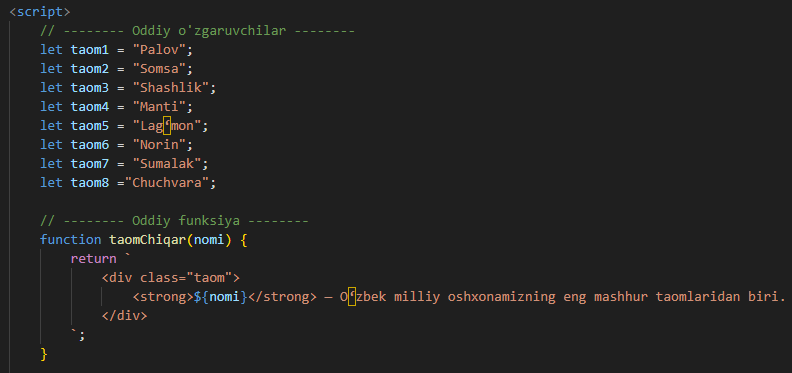 <script>
// -------- Oddiy o'zgaruvchilar --------
let taom1 = "Palov";
let taom2 = "Somsa";
let taom3 = "Shashlik";
let taom4 = "Manti";
let taom5 = "Lag‘mon";
let taom6 = "Norin";
let taom7 = "Sumalak";
let taom8 ="Chuchvara";
// -------- Oddiy funksiya --------
function taomChiqar(nomi) {
return `
<div class="taom">
<strong>${nomi}</strong> — O‘zbek milliy oshxonamizning eng mashhur taomlaridan biri.
</div>
`;
}